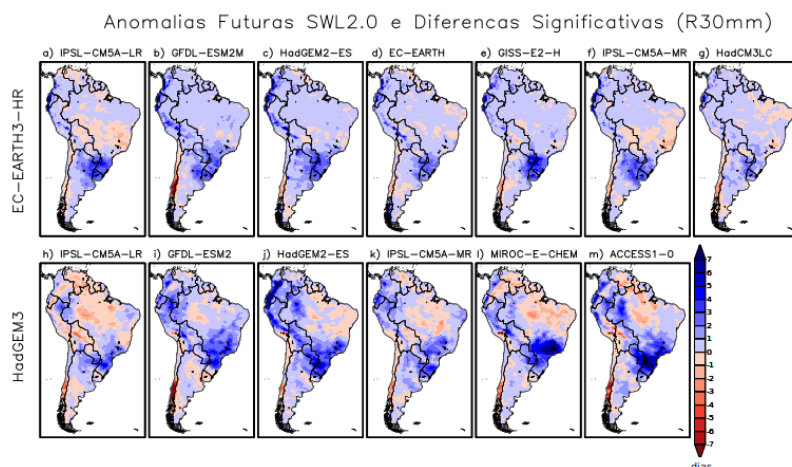 Anomalias Futuras SWL2.0 e Diferencas Significativas (R30mm)
a) IPSL-CM5A-LR b) GFDL-ESM2M c) HadGEM2-ES d) EC-EARTH e) GISS-E2-H f) IPSL-CM5A-MR g) HadCM3LC
EC-EARTH3-HR
h) IPSL-CM5A-LR i) GFDL-ESM2 j) HadGEM2-ES k) IPSL-CM5A-MR l) MIROC-E-CHEM m) ACCESS1-0
HadGEM3
7
6
5
4
3
2
1
0
-1
-2
-3
-4
-5
-6
-7
dias